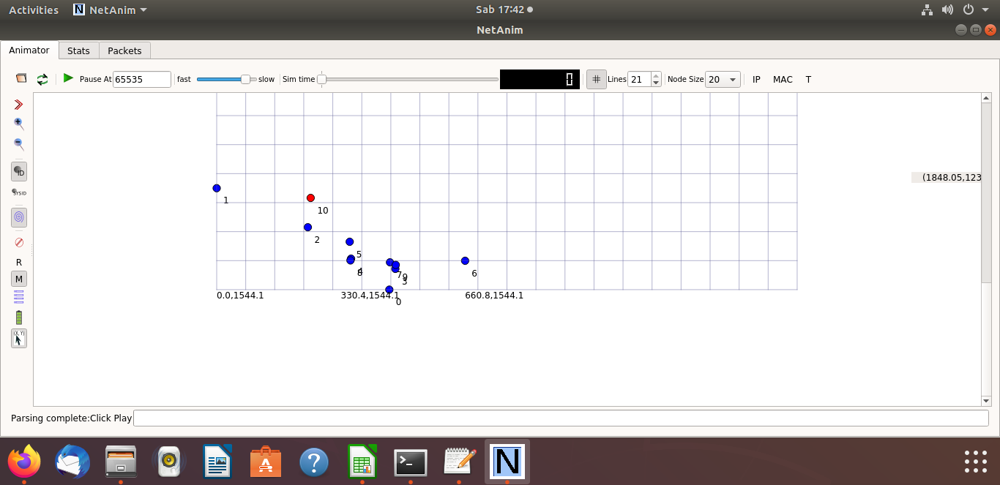 Activities NetAnim Sab 17:42
NetAnim
Animator Stats Packets
Pause At 65535 fast slow Sim time 0 # Lines 21 Node Size 20 IP MAC T
ID
SYSID
R
M
(X, Y)
(1848.05,123
1
10
2
5
4
8
7
9
3
6
0
0.0,1544.1 330.4,1544.1 660.8,1544.1
Parsing complete:Click Play